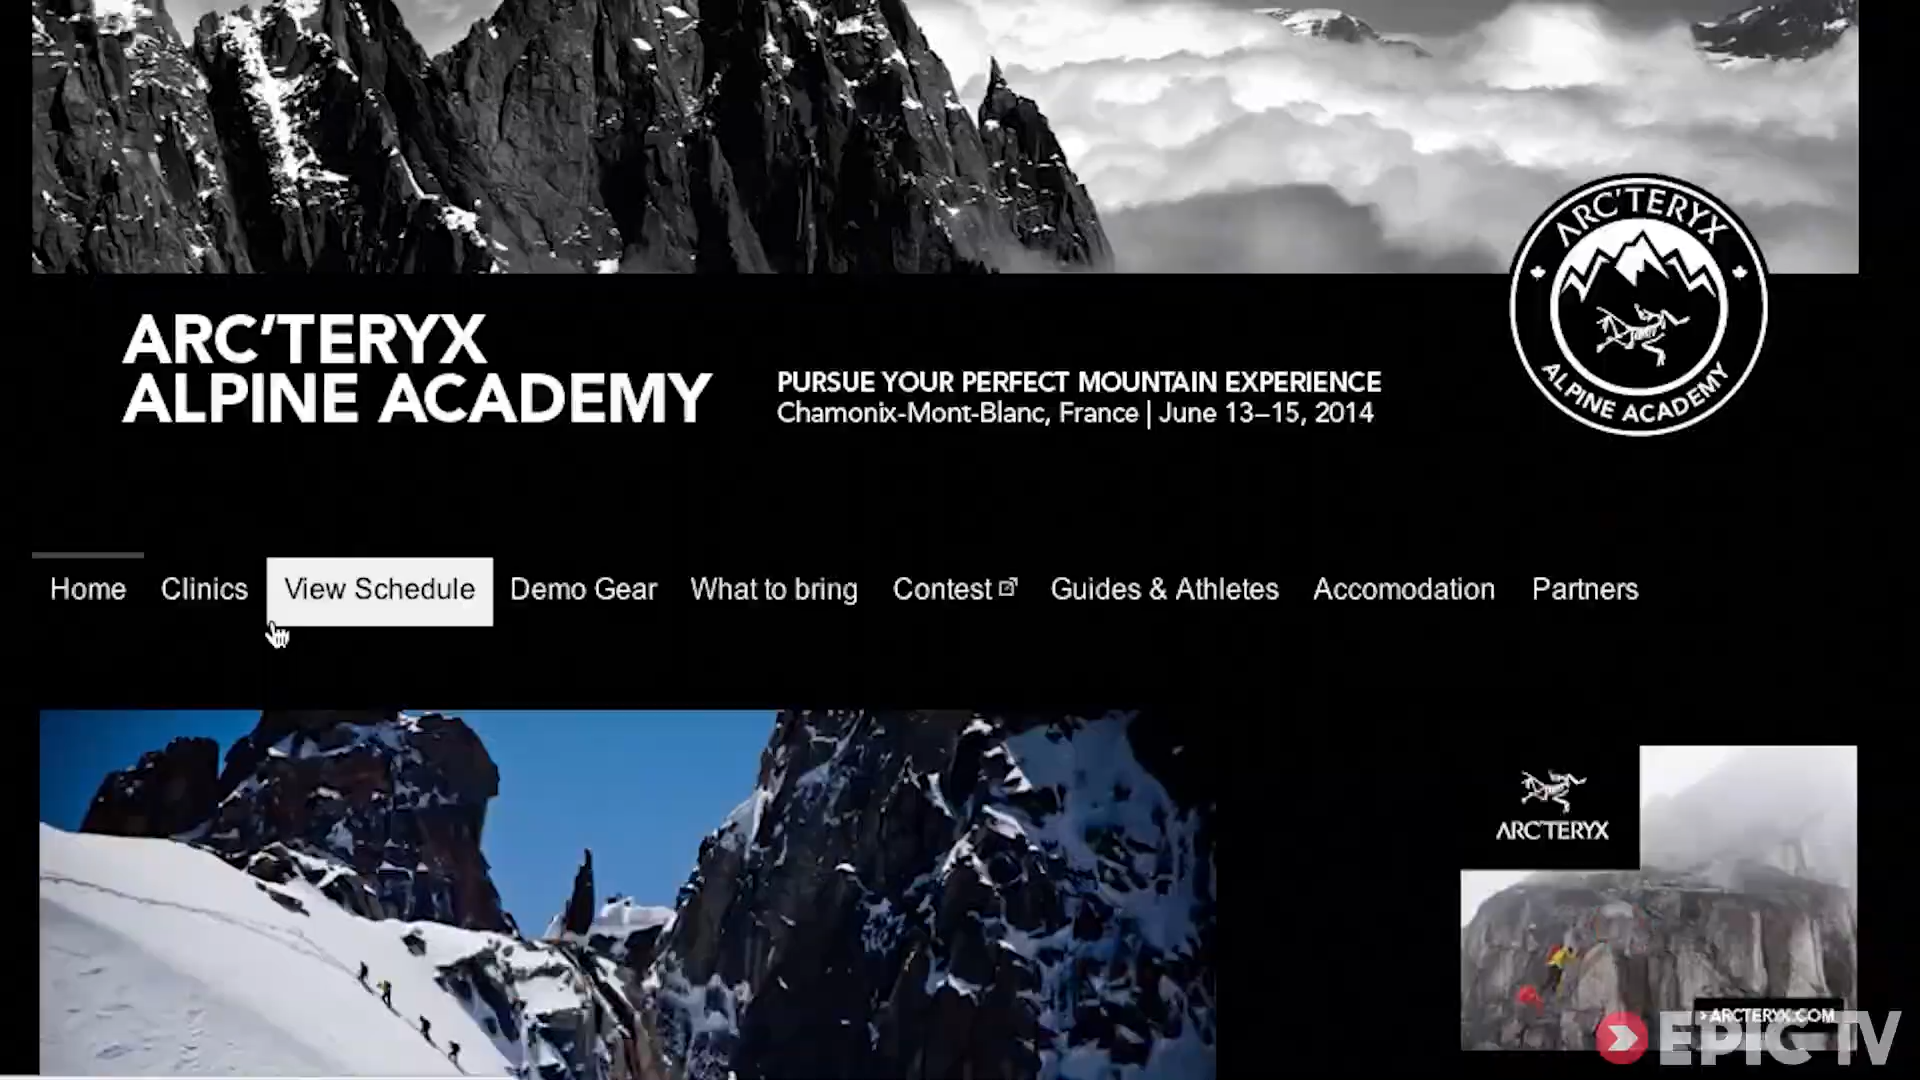 ARC'TERYX
ALPINE ACADEMY
ARC'TERYX
ALPINE ACADEMY
PURSUE YOUR PERFECT MOUNTAIN EXPERIENCE
Chamonix-Mont-Blanc, France | June 13–15, 2014
Home Clinics View Schedule Demo Gear What to bring Contest Guides & Athletes Accomodation Partners
ARC'TERYX
› ARCTERYX.COM
EPIC TV